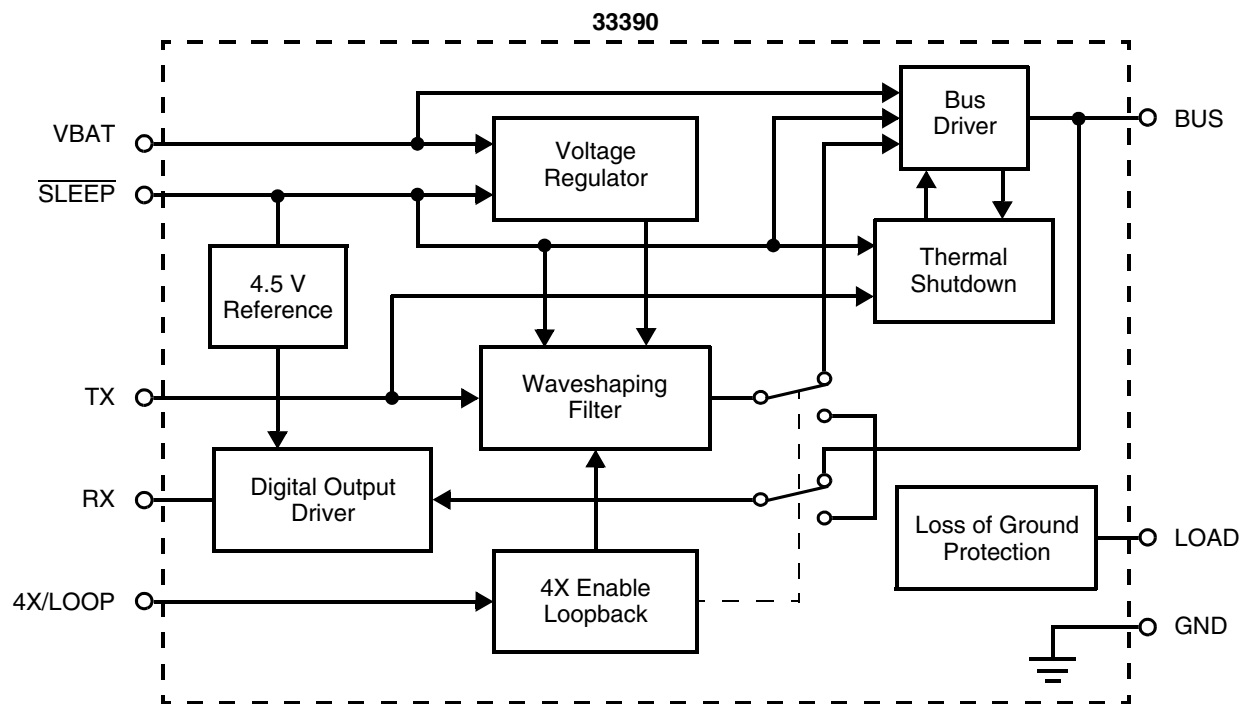 33390
VBAT
SLEEP
TX
RX
4X/LOOP
Voltage
Regulator
4.5 V
Reference
Waveshaping
Filter
Digital Output
Driver
4X Enable
Loopback
Bus
Driver
Thermal
Shutdown
Loss of Ground
Protection
BUS
LOAD
GND